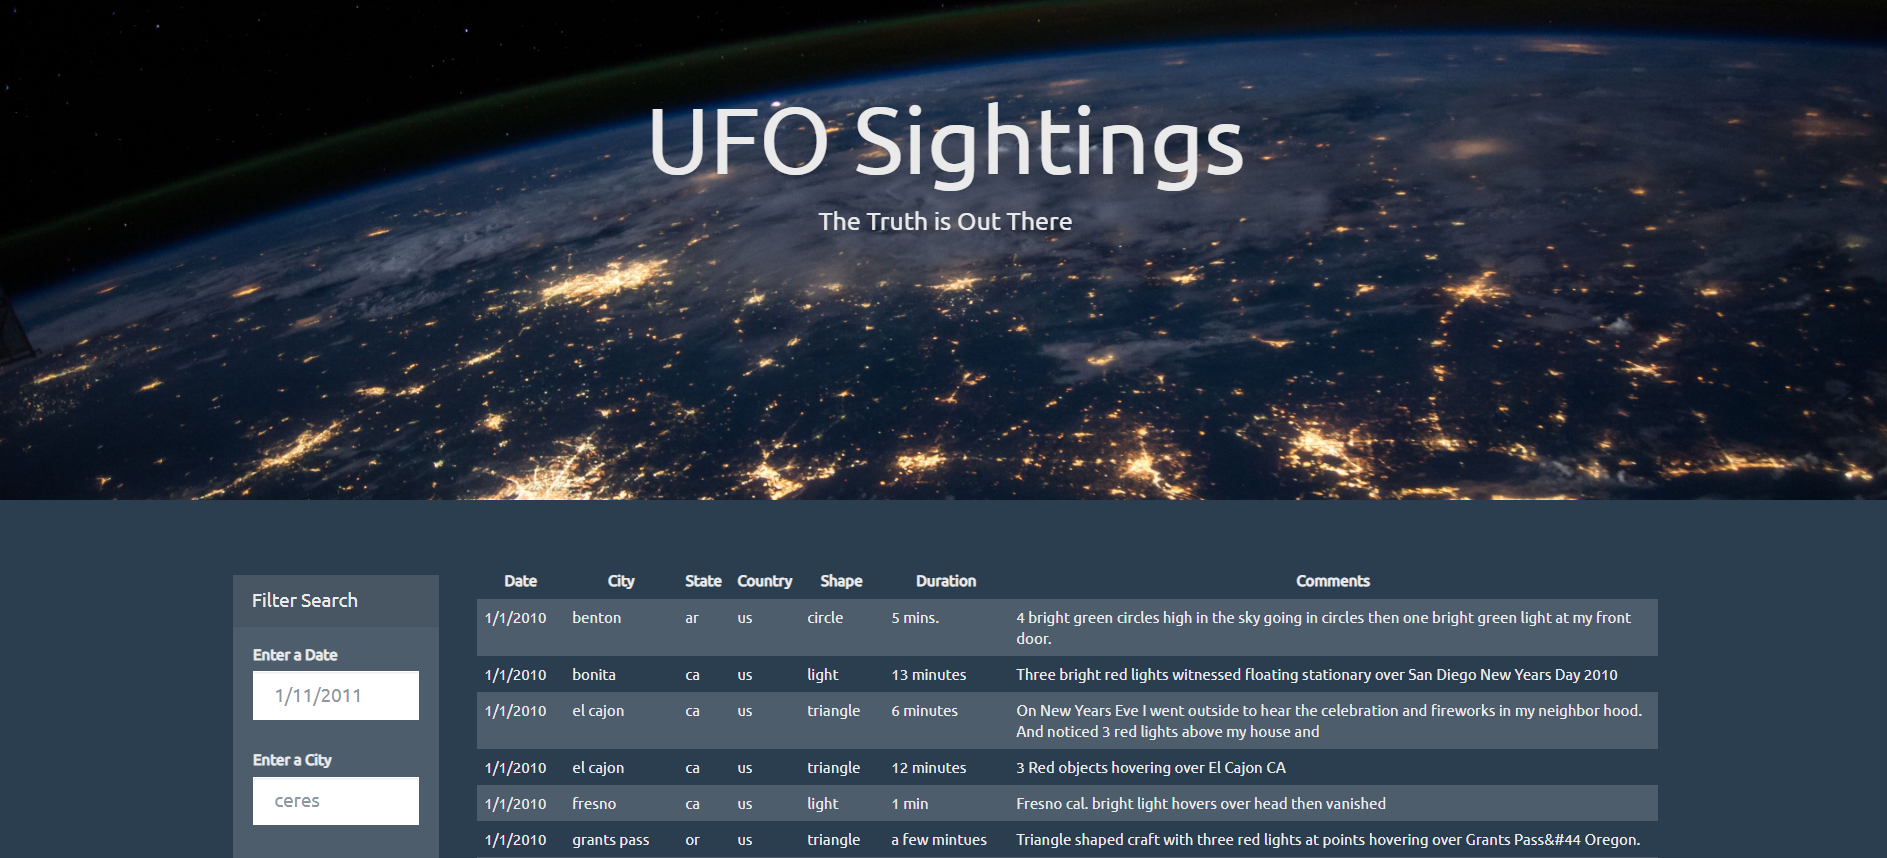 UFO Sightings
The Truth is Out There
Filter Search
Enter a Date
1/11/2011
Enter a City
ceres
Date City State Country Shape Duration Comments
1/1/2010 benton ar us circle 5 mins. 4 bright green circles high in the sky going in circles then one bright green light at my front
door.
1/1/2010 bonita ca us light 13 minutes Three bright red lights witnessed floating stationary over San Diego New Years Day 2010
1/1/2010 el cajon ca us triangle 6 minutes On New Years Eve I went outside to hear the celebration and fireworks in my neighbor hood.
And noticed 3 red lights above my house and
1/1/2010 el cajon ca us triangle 12 minutes 3 Red objects hovering over El Cajon CA
1/1/2010 fresno ca us light 1 min Fresno cal. bright light hovers over head then vanished
1/1/2010 grants pass or us triangle a few mintues Triangle shaped craft with three red lights at points hovering over Grants Pass&#44 Oregon.